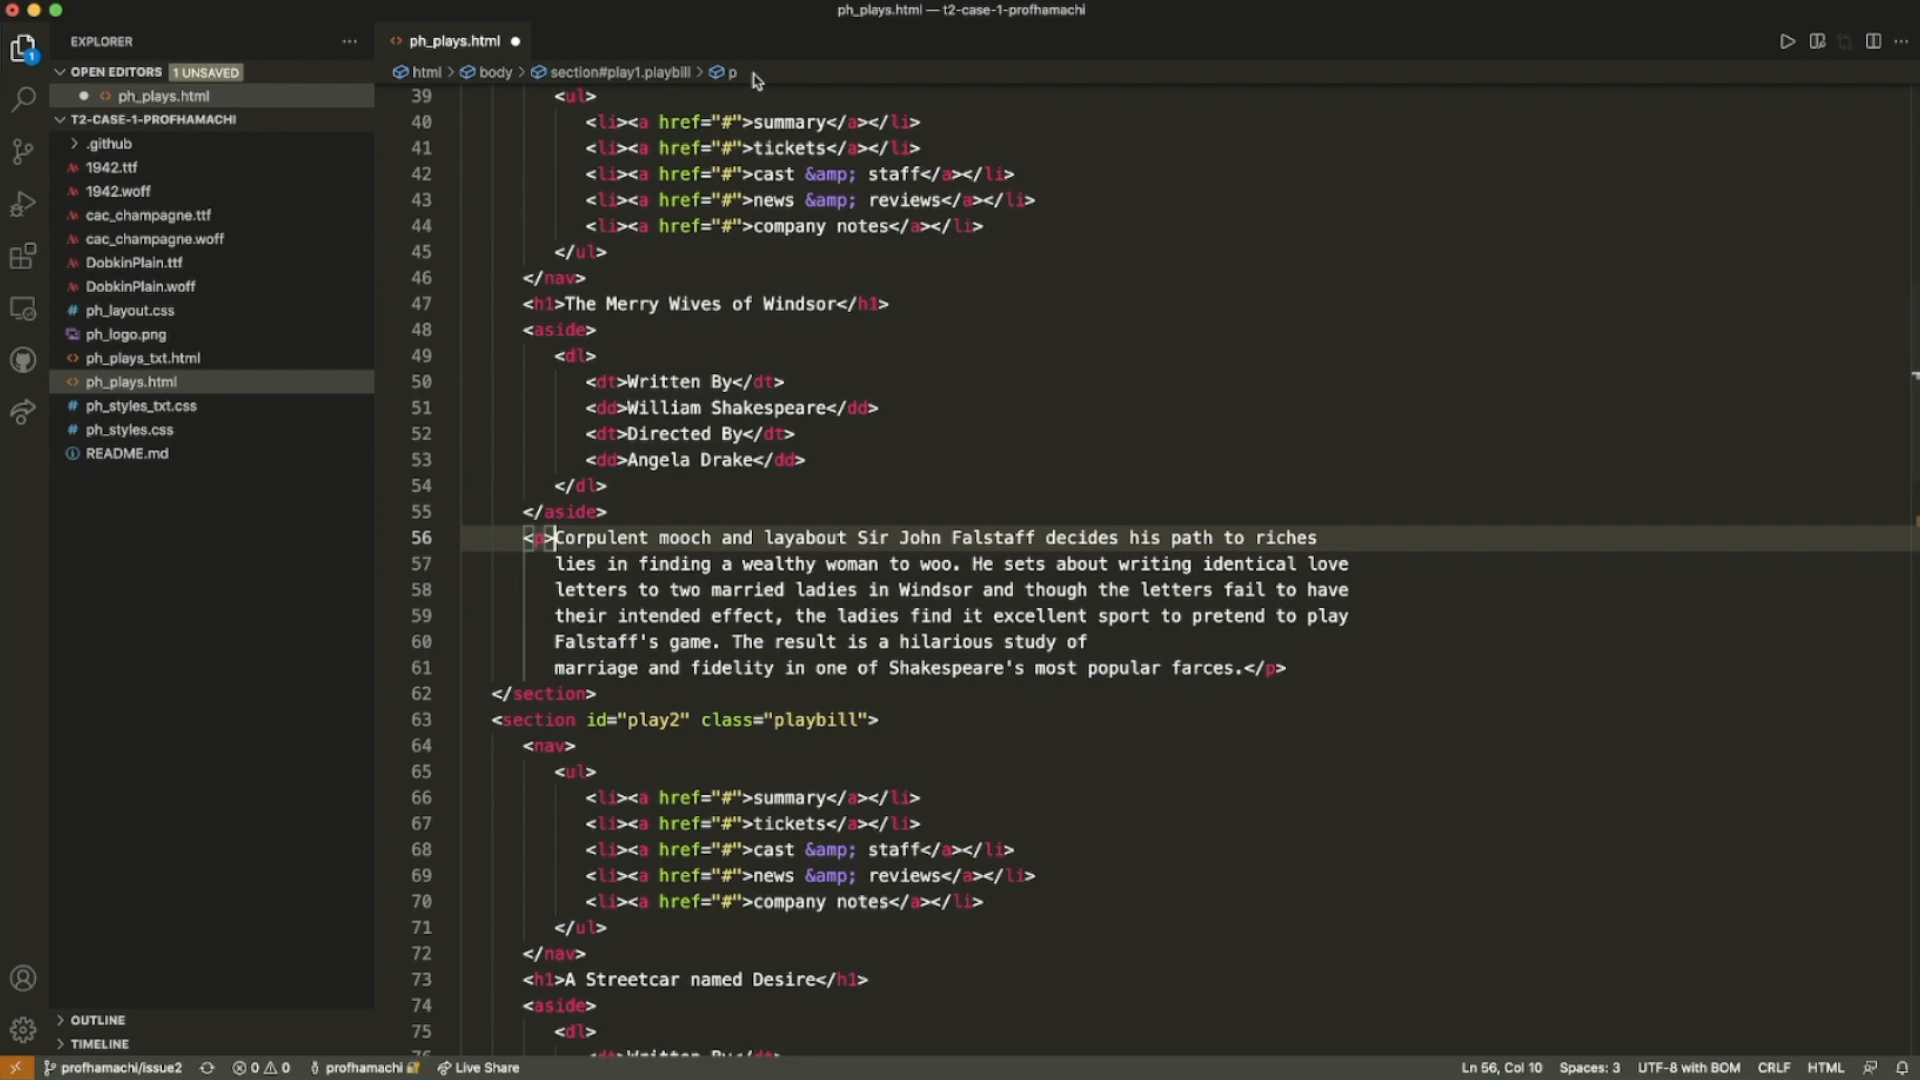 ph_plays.html — t2-case-1-profhamachi
EXPLORER
ph_plays.html
OPEN EDITORS 1 UNSAVED
html > body > section#play1.playbill > p
ph_plays.html
T2-CASE-1-PROFHAMACHI
.github
1942.ttf
1942.woff
cac_champagne.ttf
cac_champagne.woff
DobkinPlain.ttf
DobkinPlain.woff
ph_layout.css
ph_logo.png
ph_plays_txt.html
ph_plays.html
ph_styles_txt.css
ph_styles.css
README.md
OUTLINE
TIMELINE
39 <ul>
40 <li><a href="#">summary</a></li>
41 <li><a href="#">tickets</a></li>
42 <li><a href="#">cast &amp; staff</a></li>
43 <li><a href="#">news &amp; reviews</a></li>
44 <li><a href="#">company notes</a></li>
45 </ul>
46 </nav>
47 <h1>The Merry Wives of Windsor</h1>
48 <aside>
49 <dl>
50 <dt>Written By</dt>
51 <dd>William Shakespeare</dd>
52 <dt>Directed By</dt>
53 <dd>Angela Drake</dd>
54 </dl>
55 </aside>
56 <p>Corpulent mooch and layabout Sir John Falstaff decides his path to riches
57 lies in finding a wealthy woman to woo. He sets about writing identical love
58 letters to two married ladies in Windsor and though the letters fail to have
59 their intended effect, the ladies find it excellent sport to pretend to play
60 Falstaff's game. The result is a hilarious study of
61 marriage and fidelity in one of Shakespeare's most popular farces.</p>
62 </section>
63 <section id="play2" class="playbill">
64 <nav>
65 <ul>
66 <li><a href="#">summary</a></li>
67 <li><a href="#">tickets</a></li>
68 <li><a href="#">cast &amp; staff</a></li>
69 <li><a href="#">news &amp; reviews</a></li>
70 <li><a href="#">company notes</a></li>
71 </ul>
72 </nav>
73 <h1>A Streetcar named Desire</h1>
74 <aside>
75 <dl>
76 <dt>Written By</dt>
profhamachi/issue2 0 0 profhamachi Live Share Ln 56, Col 10 Spaces: 3 UTF-8 with BOM CRLF HTML